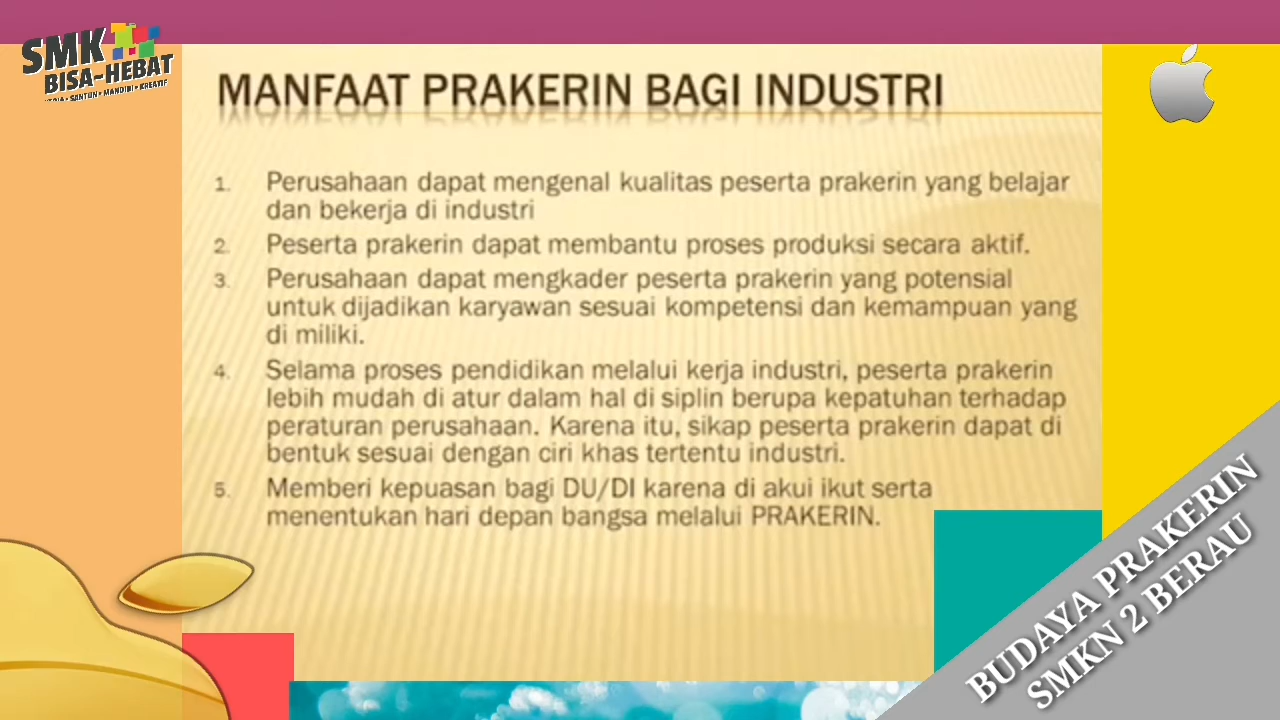 SMK
BISA-HEBAT
SANTUN • MANDIRI • KREATIF
MANFAAT PRAKERIN BAGI INDUSTRI
1. Perusahaan dapat mengenal kualitas peserta prakerin yang belajar
dan bekerja di industri
2. Peserta prakerin dapat membantu proses produksi secara aktif.
3. Perusahaan dapat mengkader peserta prakerin yang potensial
untuk dijadikan karyawan sesuai kompetensi dan kemampuan yang
di miliki.
4. Selama proses pendidikan melalui kerja industri, peserta prakerin
lebih mudah di atur dalam hal di siplin berupa kepatuhan terhadap
peraturan perusahaan. Karena itu, sikap peserta prakerin dapat di
bentuk sesuai dengan ciri khas tertentu industri.
5. Memberi kepuasan bagi DU/DI karena di akui ikut serta
menentukan hari depan bangsa melalui PRAKERIN.
BUDAYA PRAKERIN
SMKN 2 BERAU